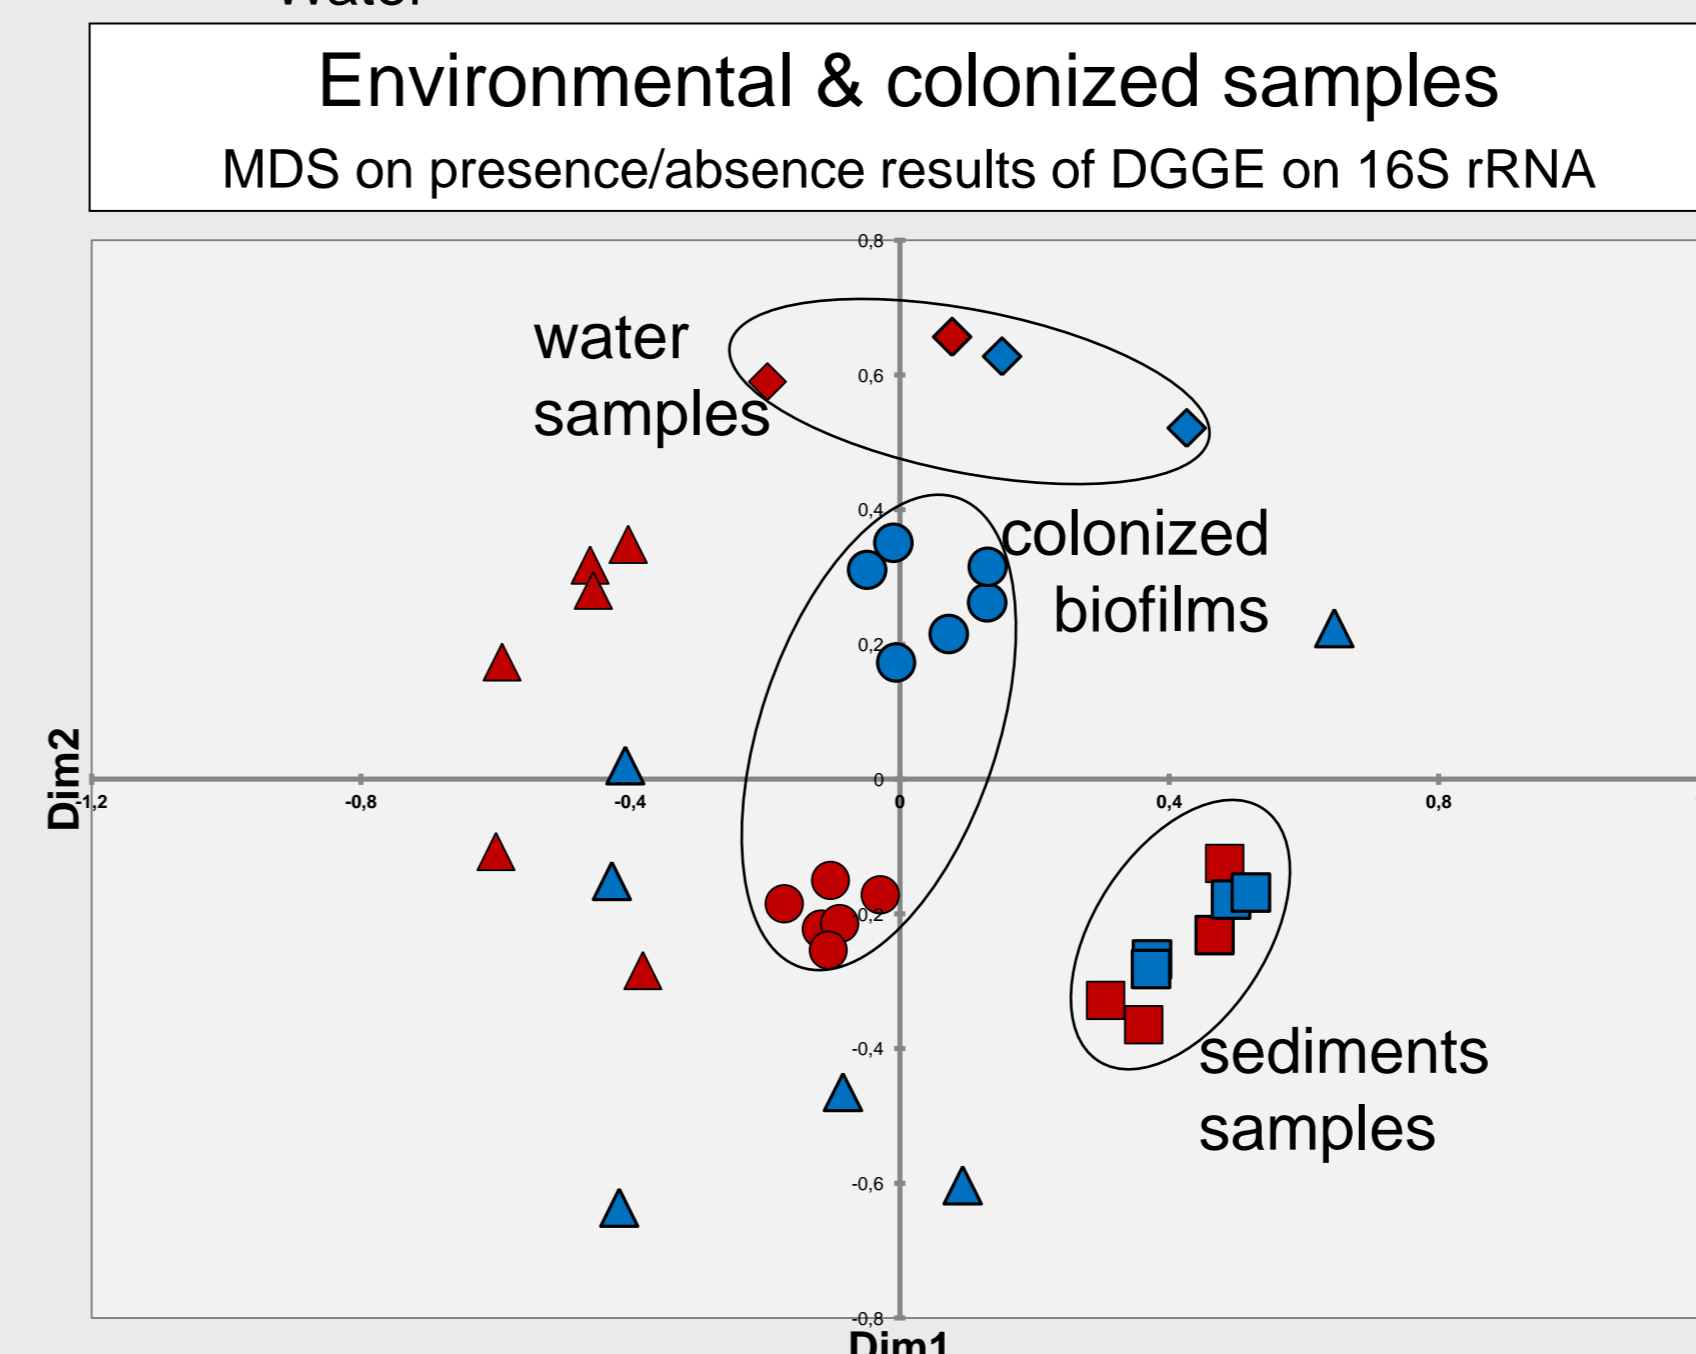 Water
Environmental & colonized samples
MDS on presence/absence results of DGGE on 16S rRNA
0,8
water
samples
0,6
0,4
colonized
biofilms
0,2
Dim2
0
-1,2
-0,8
-0,4
0
0,4
0,8
-0,2
-0,4
sediments
samples
-0,6
-0,8
Dim1